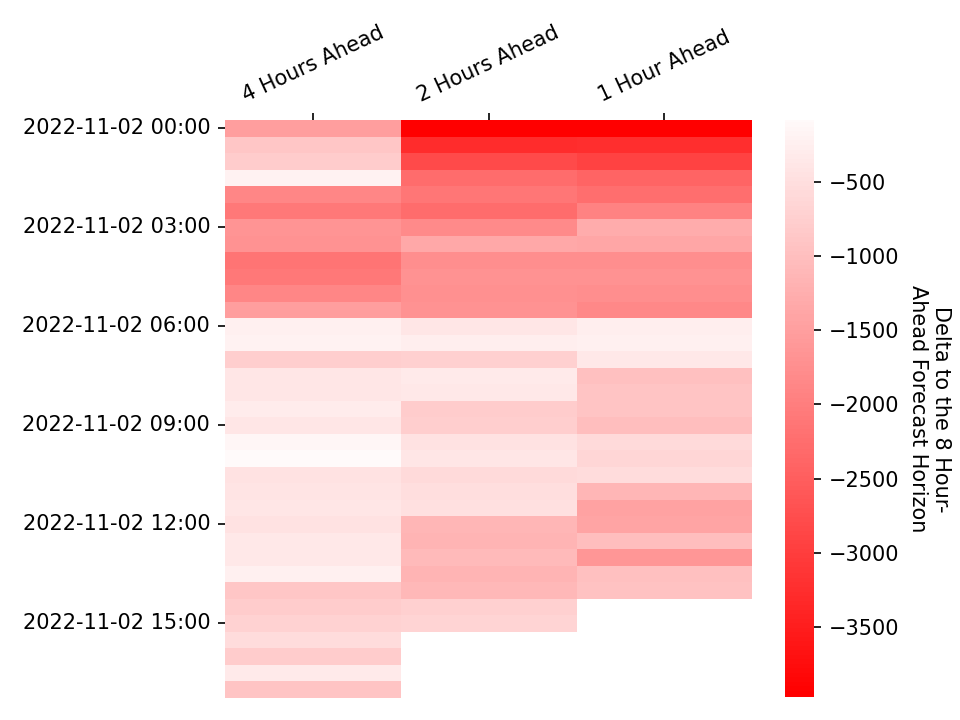 4 Hours Ahead
2 Hours Ahead
1 Hour Ahead
2022-11-02 00:00
2022-11-02 03:00
2022-11-02 06:00
2022-11-02 09:00
2022-11-02 12:00
2022-11-02 15:00
−500
−1000
−1500
−2000
−2500
−3000
−3500
Delta to the 8 Hour-
Ahead Forecast Horizon